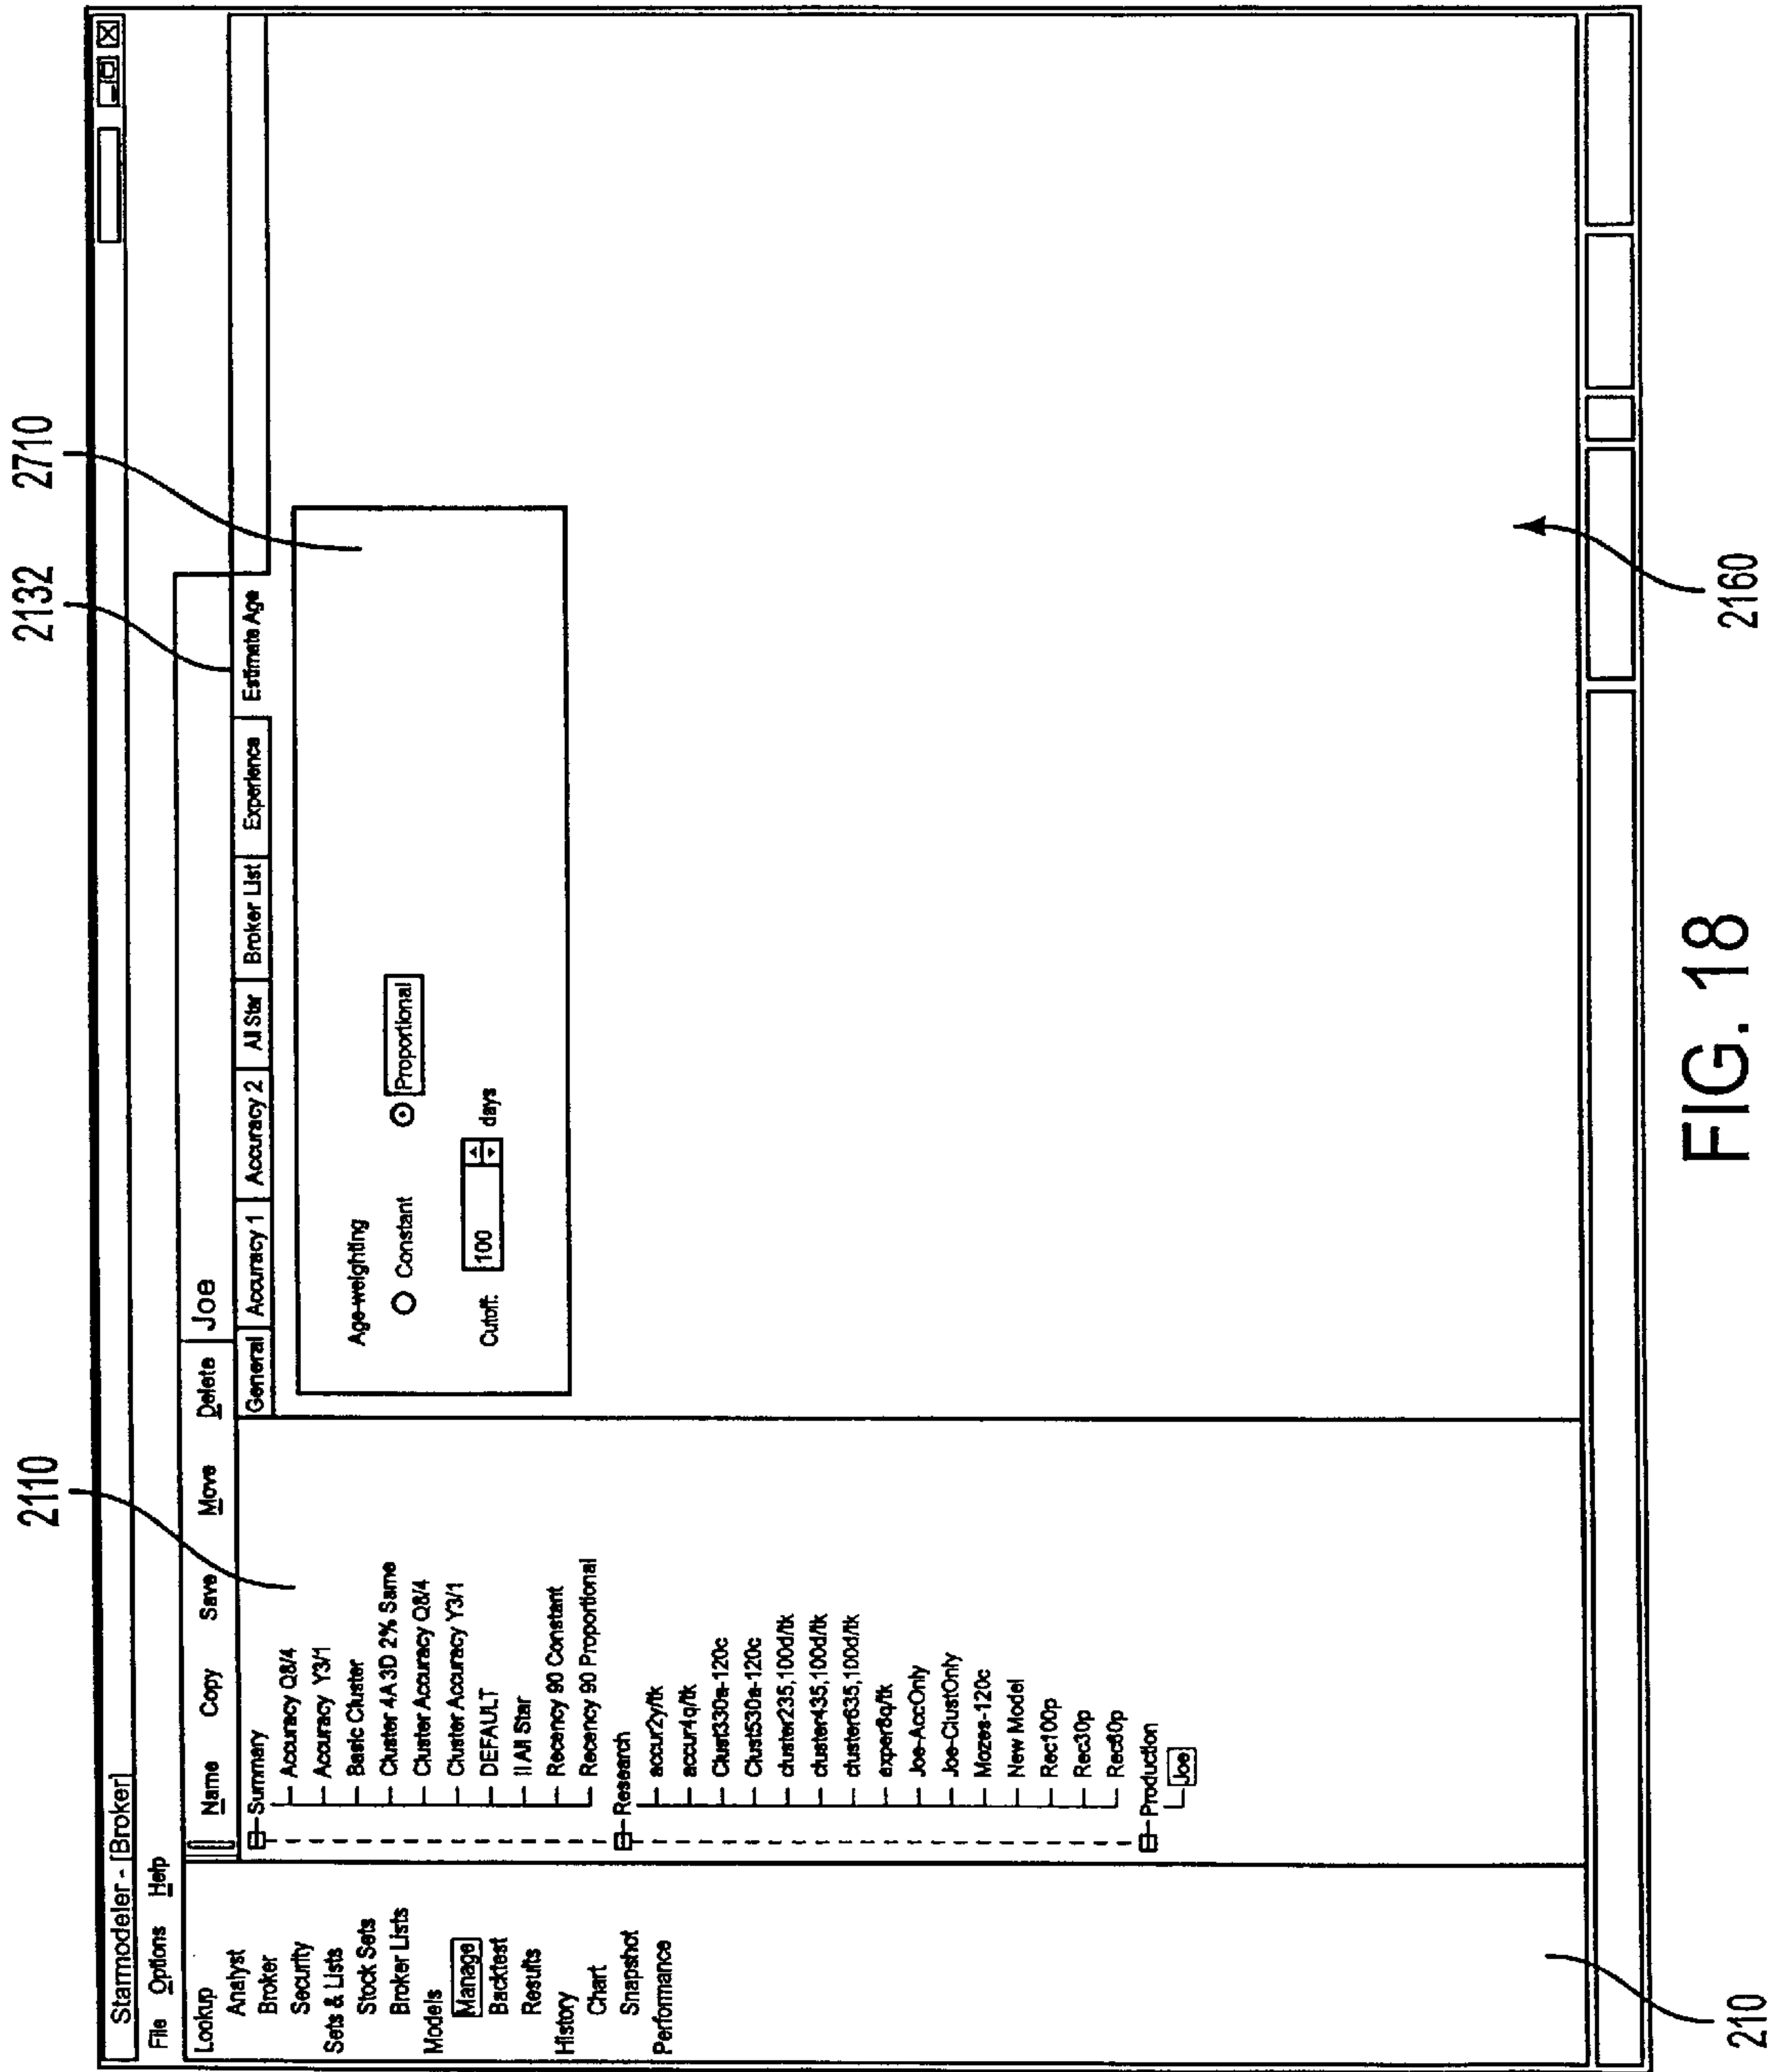 2110
2132
2710
Starmodeler - [Broker]
File Options Help
Lookup
Analyst
Broker
Security
Sets & Lists
Stock Sets
Broker Lists
Models
Manage
Backtest
Results
History
Chart
Snapshot
Performance
Name Copy Save Move Delete
Joe
Summary
Accuracy Q8/4
Accuracy Y3/1
Basic Cluster
Cluster 4A 3D 2% Same
Cluster Accuracy Q8/4
Cluster Accuracy Y3/1
DEFAULT
II All Star
Recency 90 Constant
Recency 90 Proportional
Research
accur2y/tk
accur4q/tk
Clust330a-120c
Clust530a-120c
cluster235,100d/tk
cluster435,100d/tk
cluster635,100d/tk
exper8q/tk
Joe-AccOnly
Joe-ClustOnly
Mozes-120c
New Model
Rec100p
Rec30p
Rec60p
Production
Joe
General Accuracy 1 Accuracy 2 All Star Broker List Experience Estimate Age
Age-weighting
Constant Proportional
Cutoff: 100 days
210
2160
FIG. 18